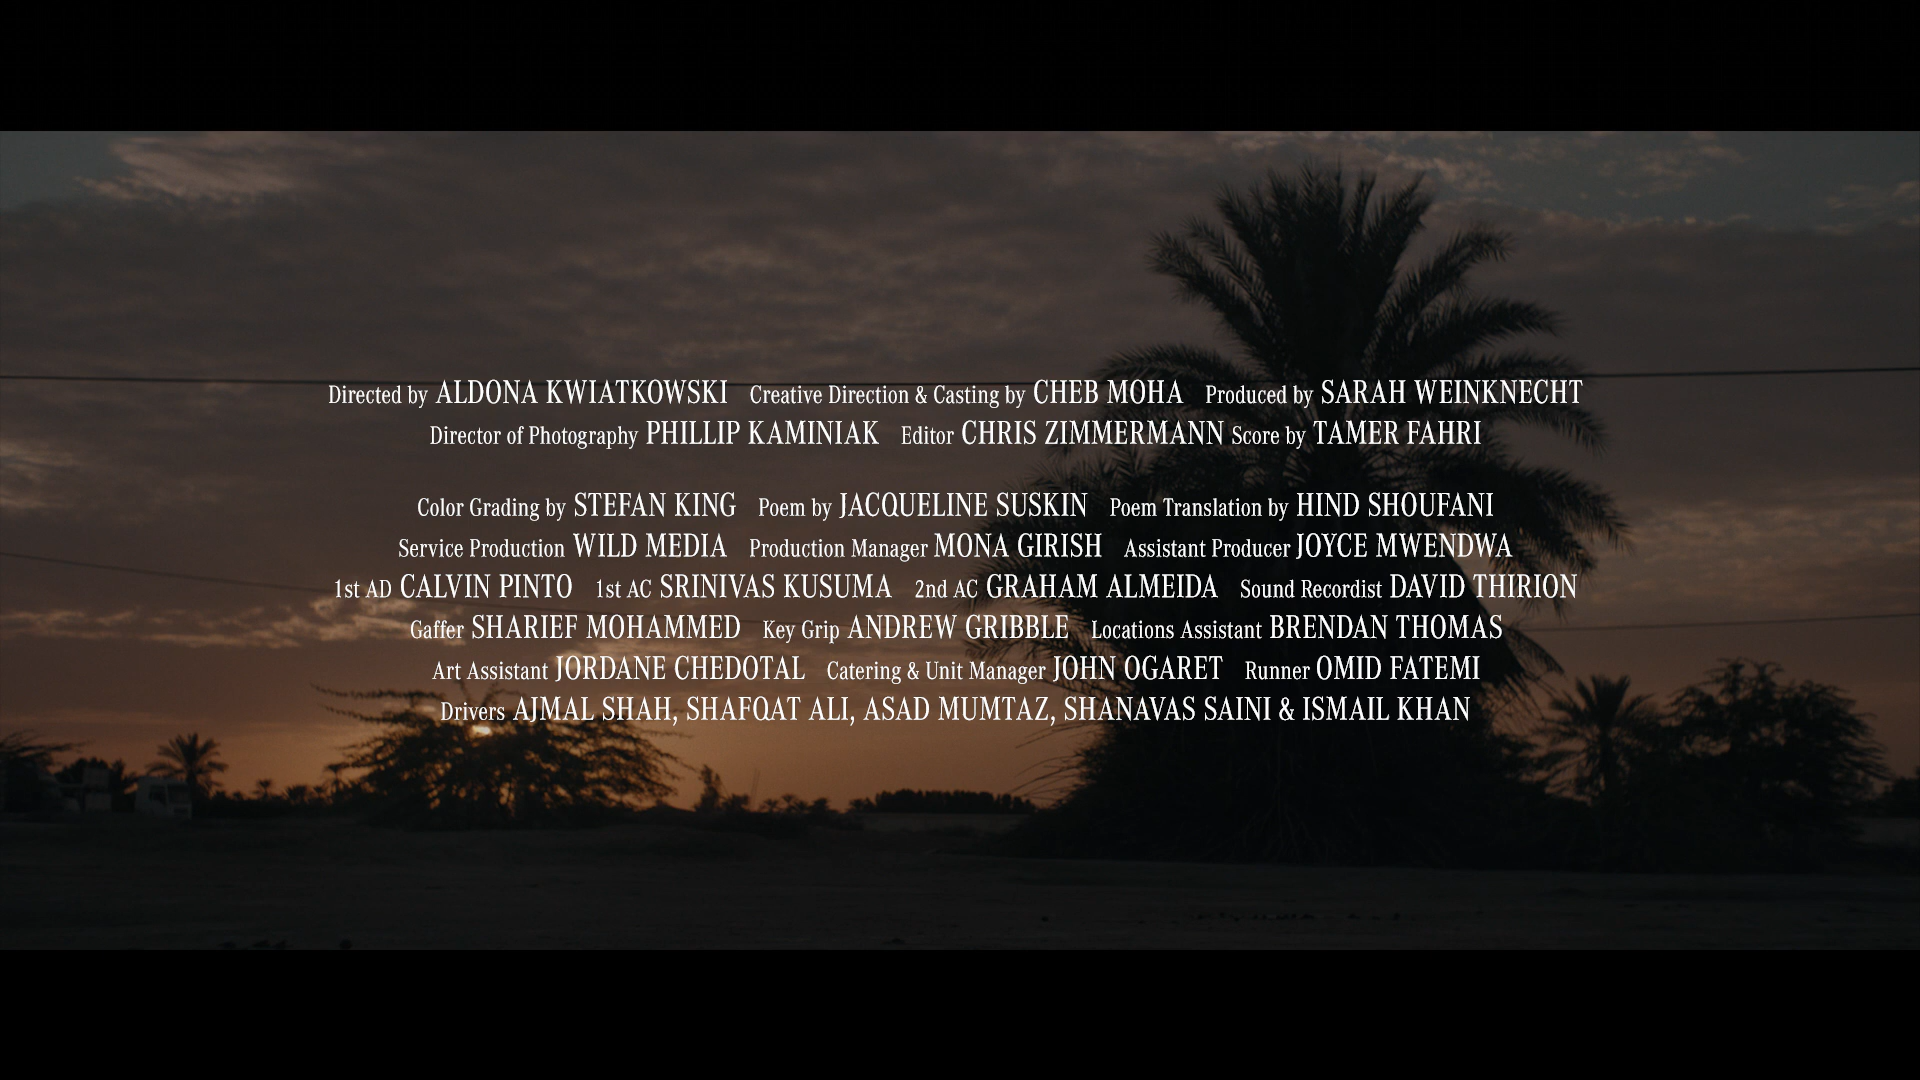 Directed by ALDONA KWIATKOWSKI Creative Direction & Casting by CHEB MOHA Produced by SARAH WEINKNECHT
Director of Photography PHILLIP KAMINIAK Editor CHRIS ZIMMERMANN Score by TAMER FAHRI
Color Grading by STEFAN KING Poem by JACQUELINE SUSKIN Poem Translation by HIND SHOUFANI
Service Production WILD MEDIA Production Manager MONA GIRISH Assistant Producer JOYCE MWENDWA
1st AD CALVIN PINTO 1st AC SRINIVAS KUSUMA 2nd AC GRAHAM ALMEIDA Sound Recordist DAVID THIRION
Gaffer SHARIEF MOHAMMED Key Grip ANDREW GRIBBLE Locations Assistant BRENDAN THOMAS
Art Assistant JORDANE CHEDOTAL Catering & Unit Manager JOHN OGARET Runner OMID FATEMI
Drivers AJMAL SHAH, SHAFQAT ALI, ASAD MUMTAZ, SHANAVAS SAINI & ISMAIL KHAN